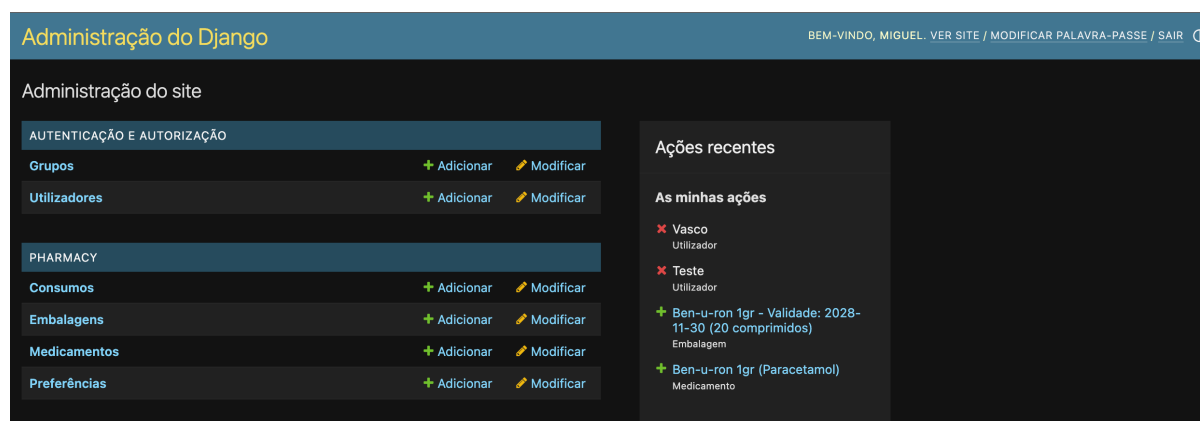 Administração do Django
BEM-VINDO, MIGUEL. VER SITE / MODIFICAR PALAVRA-PASSE / SAIR
Administração do site
AUTENTICAÇÃO E AUTORIZAÇÃO
Grupos Adicionar Modificar
Utilizadores Adicionar Modificar
PHARMACY
Consumos Adicionar Modificar
Embalagens Adicionar Modificar
Medicamentos Adicionar Modificar
Preferências Adicionar Modificar
Ações recentes
As minhas ações
Vasco
Utilizador
Teste
Utilizador
Ben-u-ron 1gr - Validade: 2028-
11-30 (20 comprimidos)
Embalagem
Ben-u-ron 1gr (Paracetamol)
Medicamento